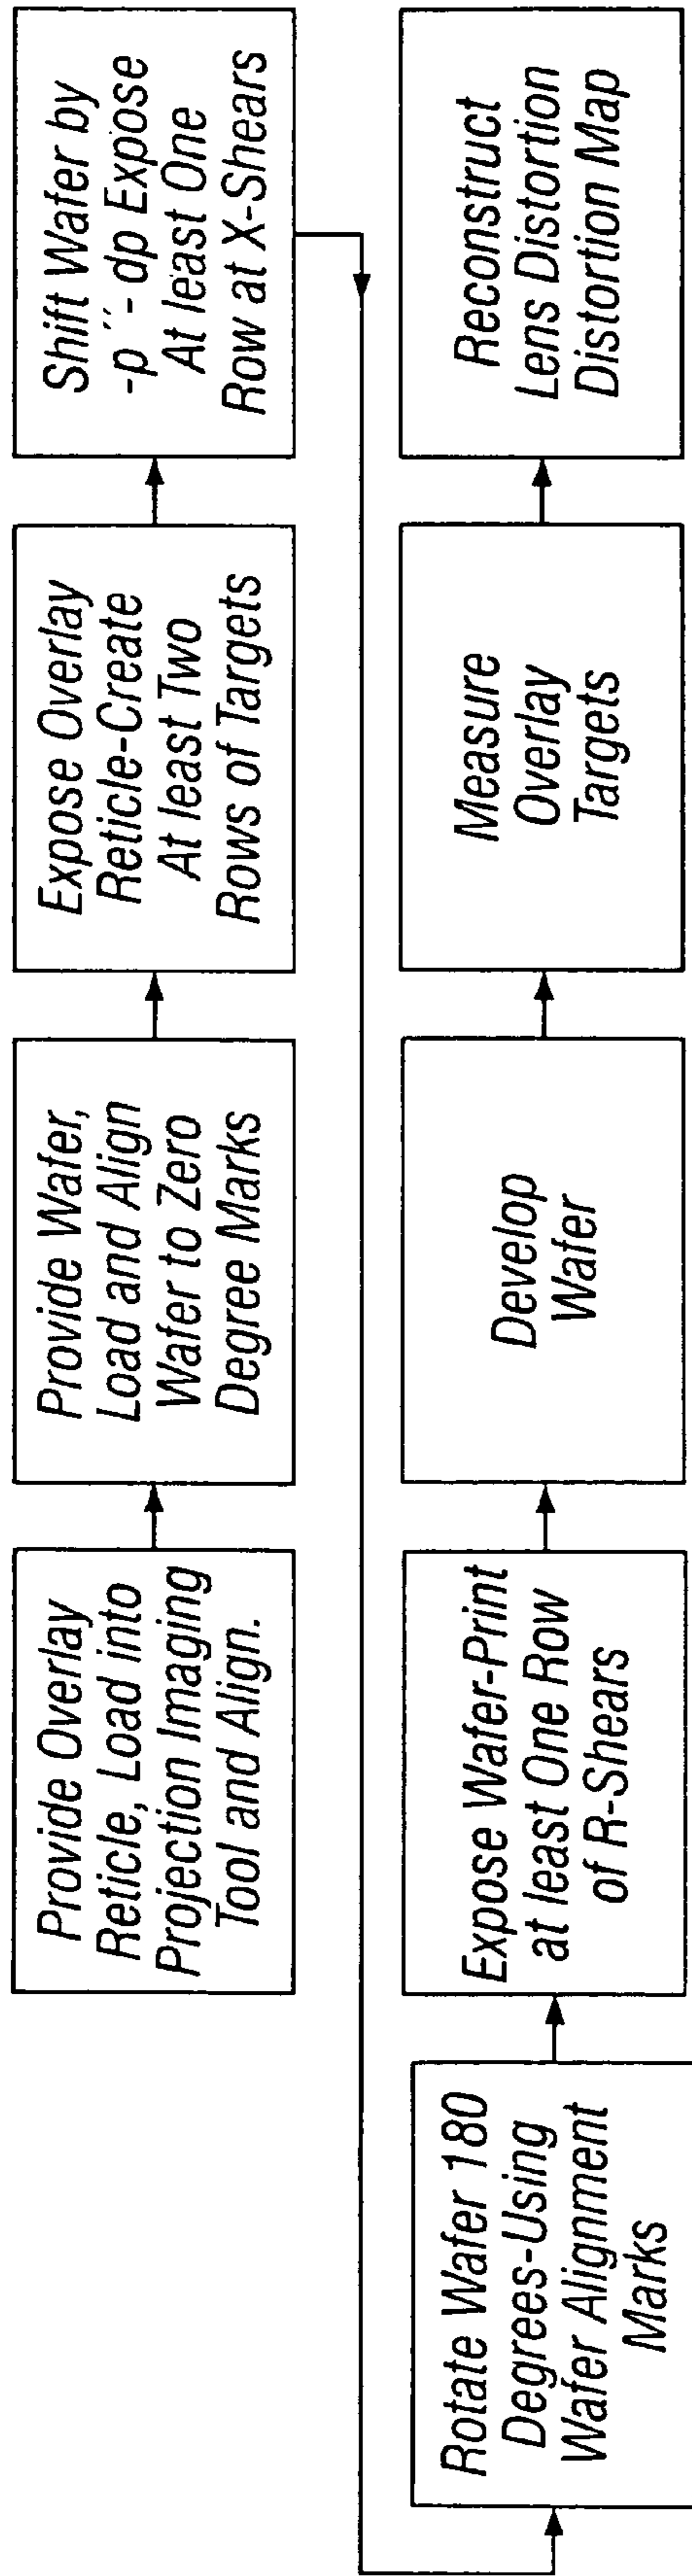 Provide Overlay
Reticle, Load into
Projection Imaging
Tool and Align.
Provide Wafer,
Load and Align
Wafer to Zero
Degree Marks
Expose Overlay
Reticle-Create
At least Two
Rows of Targets
Shift Wafer by
-p´´- dp Expose
At least One
Row at X-Shears
Rotate Wafer 180
Degrees-Using
Wafer Alignment
Marks
Expose Wafer-Print
at least One Row
of R-Shears
Develop
Wafer
Measure
Overlay
Targets
Reconstruct
Lens Distortion
Distortion Map